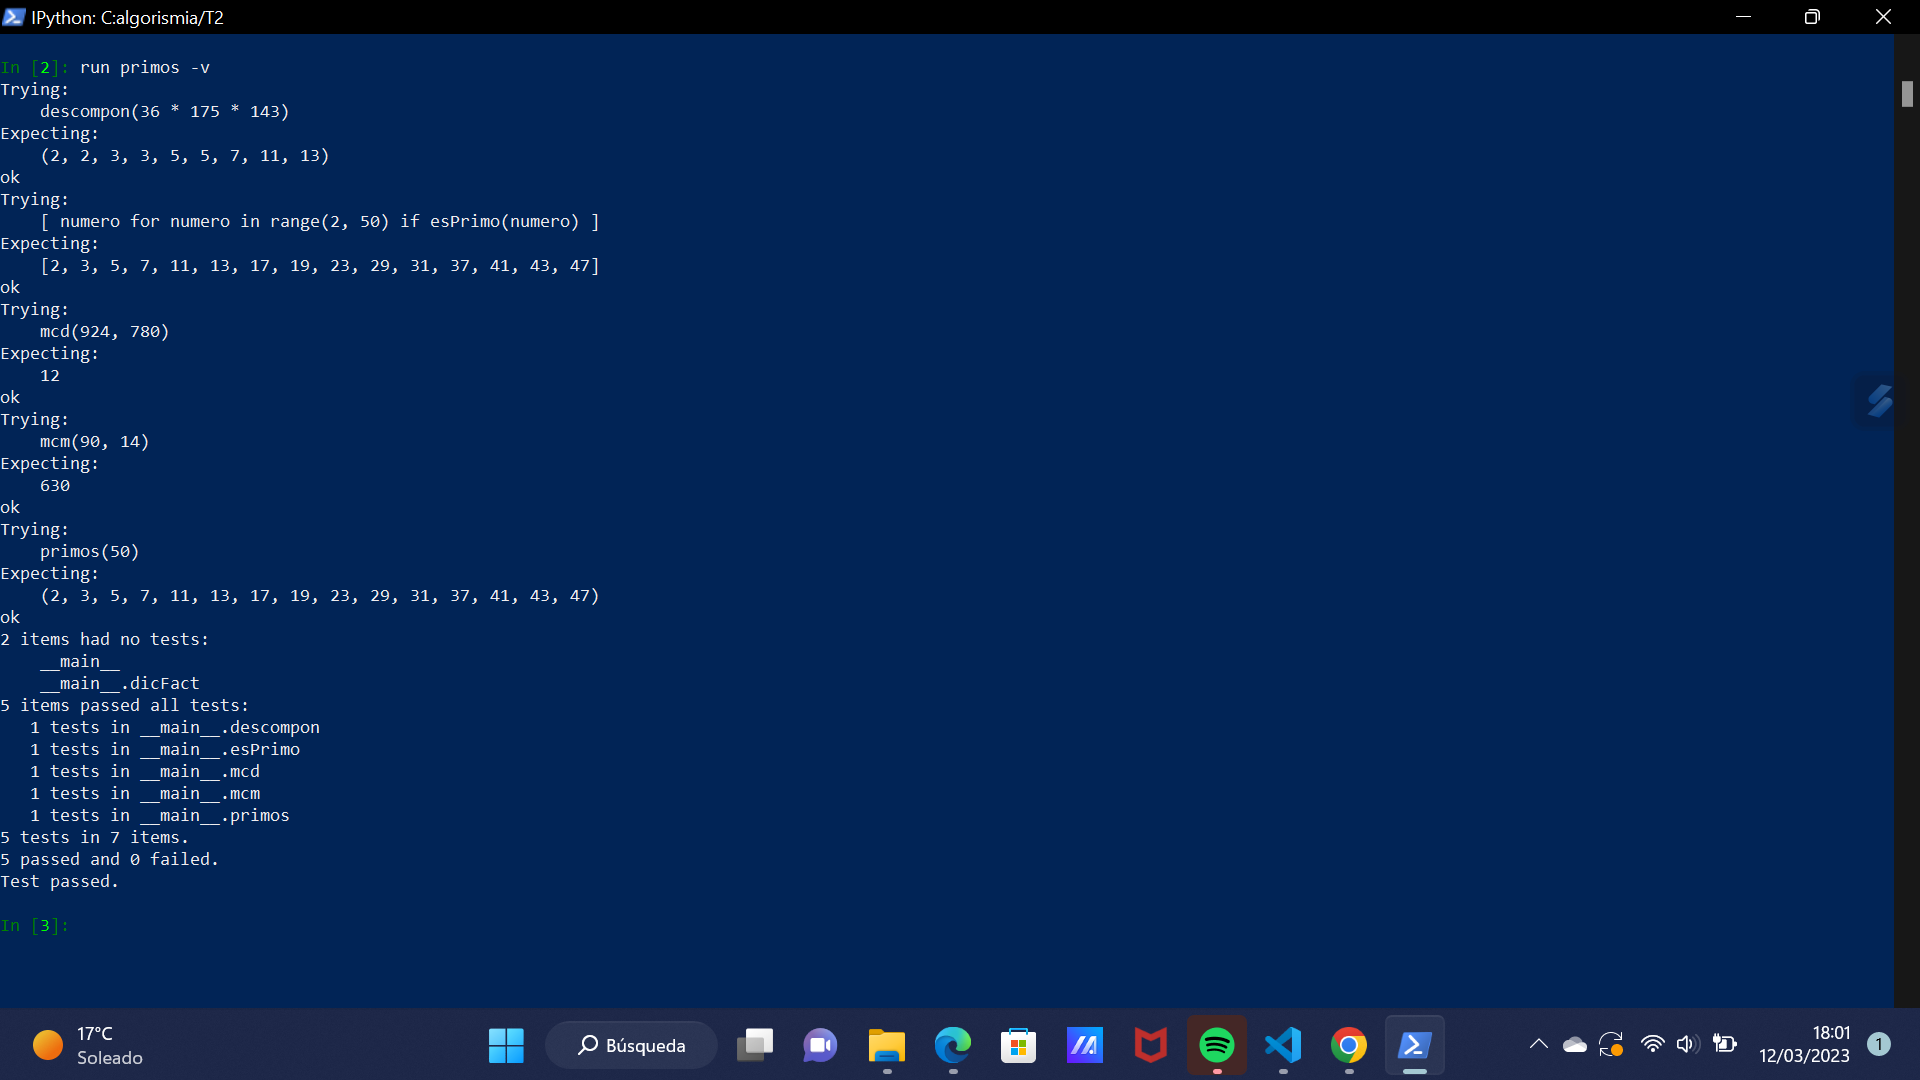 IPython: C:algorismia/T2
In [2]: run primos -v
Trying:
    descompon(36 * 175 * 143)
Expecting:
    (2, 2, 3, 3, 5, 5, 7, 11, 13)
ok
Trying:
    [ numero for numero in range(2, 50) if esPrimo(numero) ]
Expecting:
    [2, 3, 5, 7, 11, 13, 17, 19, 23, 29, 31, 37, 41, 43, 47]
ok
Trying:
    mcd(924, 780)
Expecting:
    12
ok
Trying:
    mcm(90, 14)
Expecting:
    630
ok
Trying:
    primos(50)
Expecting:
    (2, 3, 5, 7, 11, 13, 17, 19, 23, 29, 31, 37, 41, 43, 47)
ok
2 items had no tests:
    __main__
    __main__.dicFact
5 items passed all tests:
   1 tests in __main__.descompon
   1 tests in __main__.esPrimo
   1 tests in __main__.mcd
   1 tests in __main__.mcm
   1 tests in __main__.primos
5 tests in 7 items.
5 passed and 0 failed.
Test passed.
In [3]:
17°C
Soleado
Búsqueda
18:01
12/03/2023
1